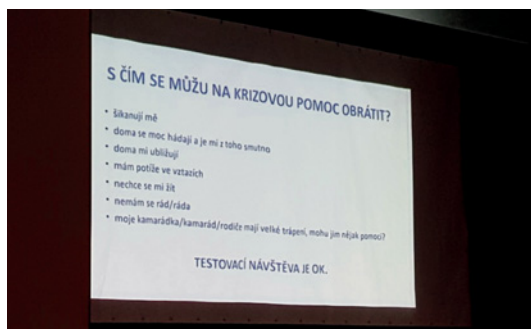 S ČÍM SE MŮŽU NA KRIZOVOU POMOC OBRÁTIT?
• šikanují mě
• doma se moc hádají a je mi z toho smutno
• doma mi ubližují
• mám potíže ve vztazích
• nechce se mi žít
• nemám se rád/ráda
• moje kamarádka/kamarád/rodiče mají velké trápení, mohu jim nějak pomoci?
TESTOVACÍ NÁVŠTĚVA JE OK.